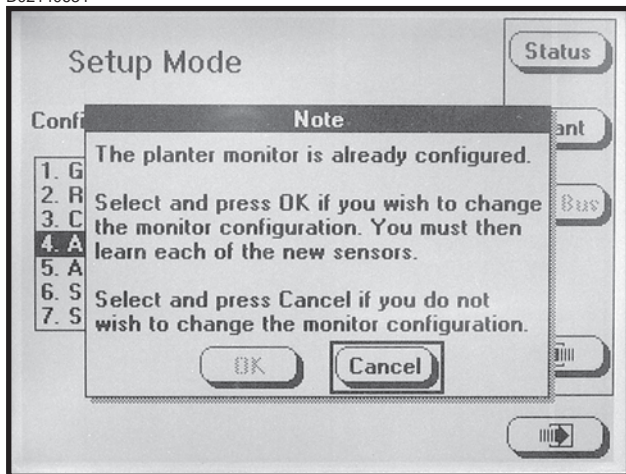 Setup Mode
Status
Confi
Note
ant
The planter monitor is already configured.
1. G
2. R
Select and press OK if you wish to change
Bus
3. C
the monitor configuration. You must then
4. A
learn each of the new sensors.
5. A
6. S
Select and press Cancel if you do not
7. S
wish to change the monitor configuration.
OK
Cancel